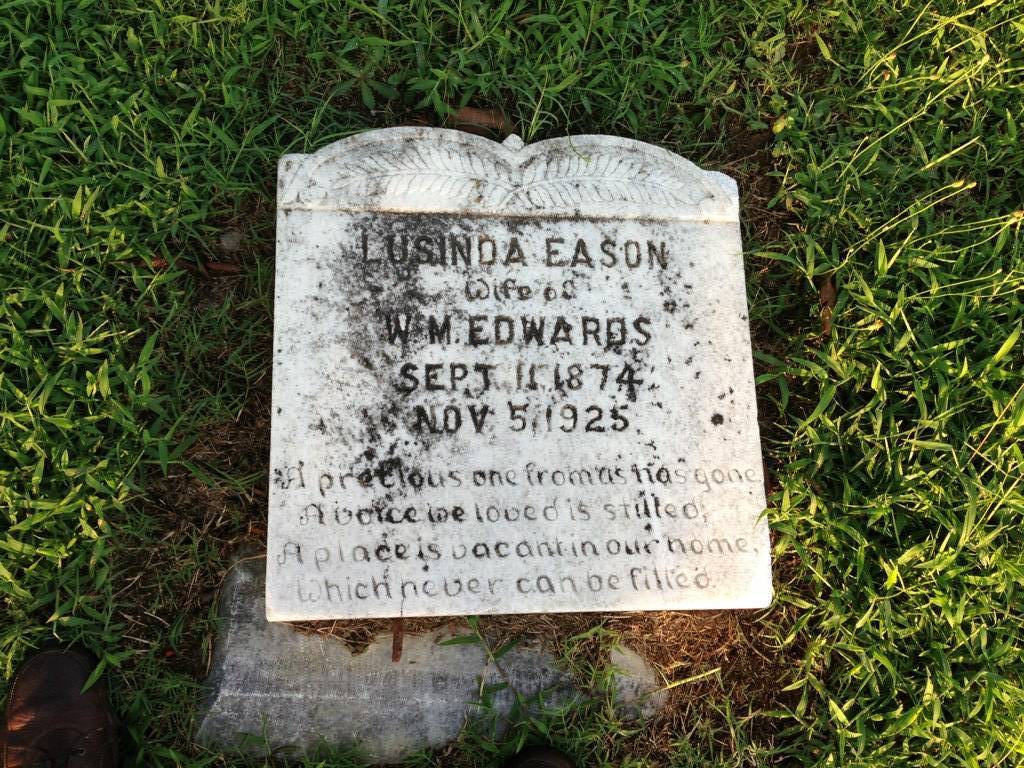 LUSINDA EASON
Wife of
W.M. EDWARDS
SEPT. 11, 1874
NOV 5, 1925
A precious one from us has gone
A voice we loved is stilled;
A place is vacant in our home,
Which never can be filled.